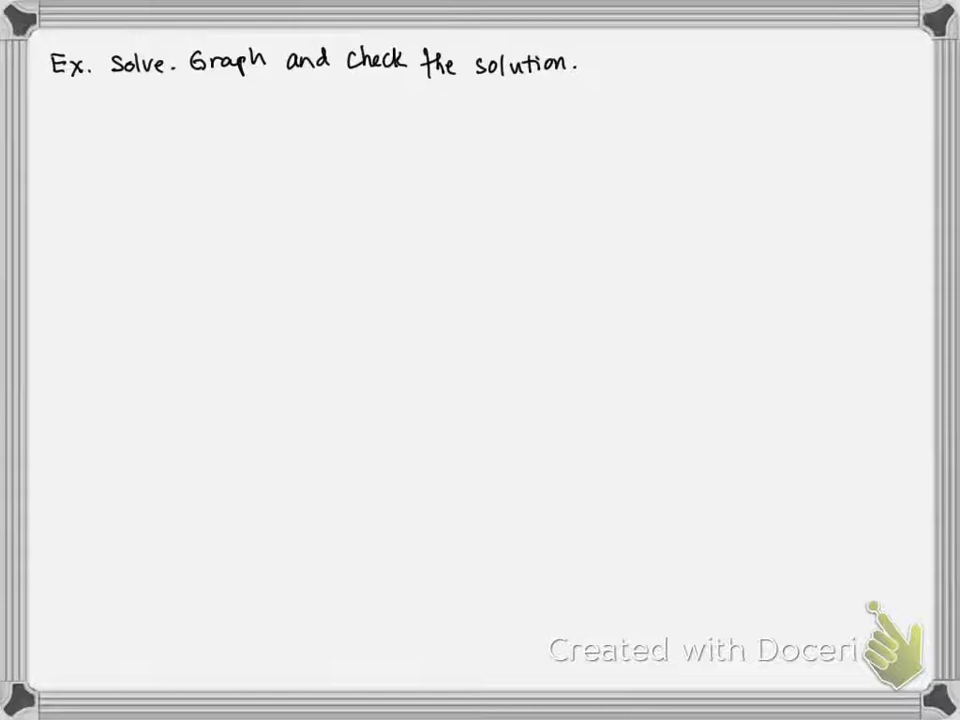 Ex. Solve. Graph and check the solution.
Created with Doceri